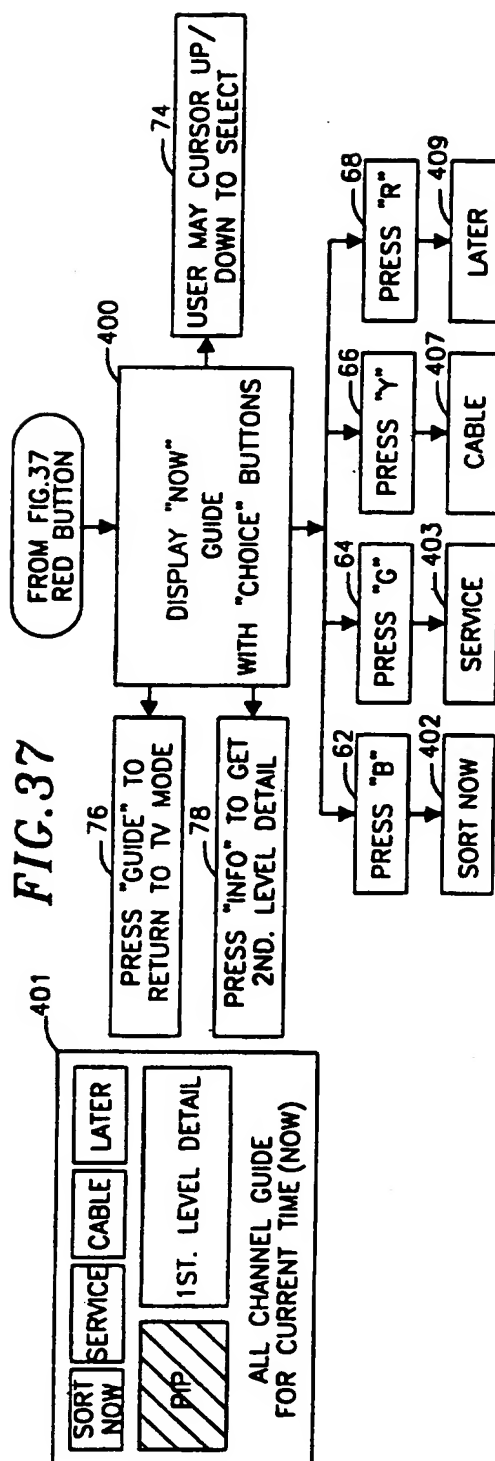 FIG.37
FROM FIG.37
RED BUTTON
400
DISPLAY "NOW"
GUIDE
WITH "CHOICE" BUTTONS
74
USER MAY CURSOR UP/
DOWN TO SELECT
76
PRESS "GUIDE" TO
RETURN TO TV MODE
78
PRESS "INFO" TO GET
2ND. LEVEL DETAIL
401
SORT
NOW
SERVICE
CABLE
LATER
PIP
1ST. LEVEL DETAIL
ALL CHANNEL GUIDE
FOR CURRENT TIME (NOW)
62
PRESS "B"
402
SORT NOW
64
PRESS "G"
403
SERVICE
66
PRESS "Y"
407
CABLE
68
PRESS "R"
409
LATER